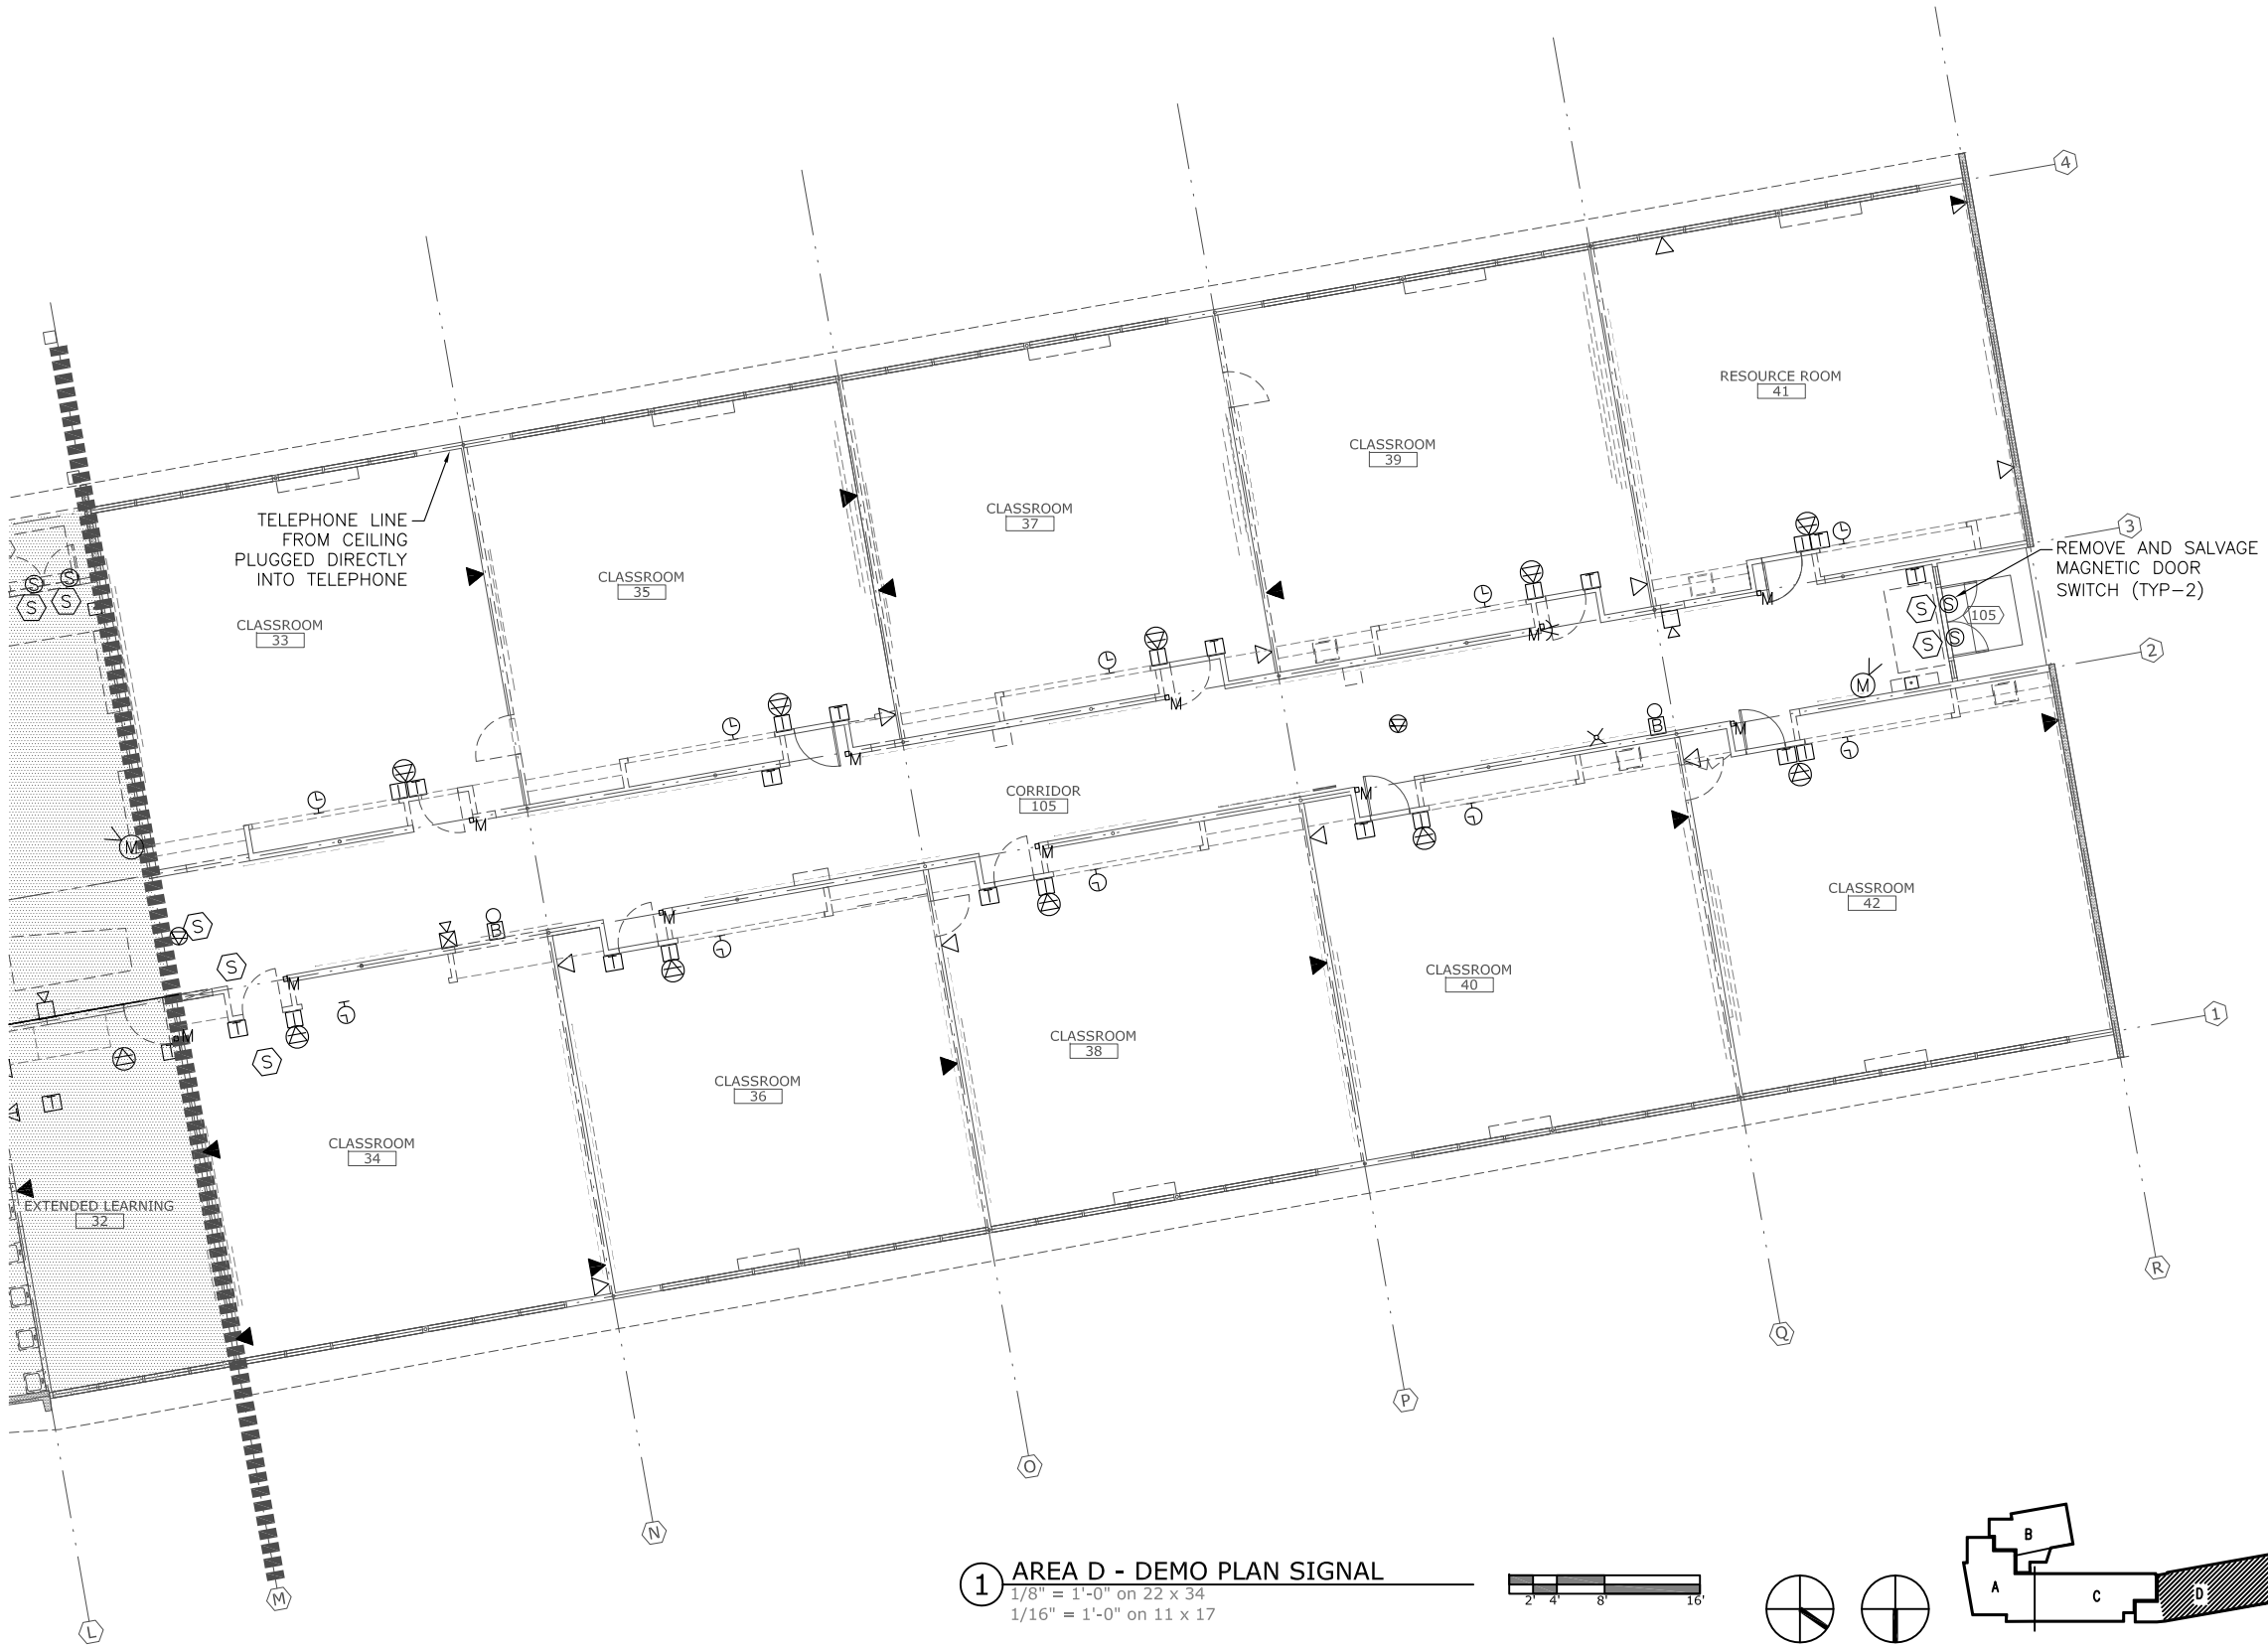 4
RESOURCE ROOM
41
CLASSROOM
39
CLASSROOM
37
TELEPHONE LINE
FROM CEILING
PLUGGED DIRECTLY
INTO TELEPHONE
CLASSROOM
35
CLASSROOM
33
3
REMOVE AND SALVAGE
MAGNETIC DOOR
SWITCH (TYP-2)
105
2
S
S
S
S
S
S
S
S
T
T
T
T
T
T
T
M
M
M
M
M
M
M
CORRIDOR
105
B
B
M
M
M
M
M
M
T
T
T
T
T
T
T
S
S
S
CLASSROOM
42
CLASSROOM
40
CLASSROOM
38
CLASSROOM
36
CLASSROOM
34
EXTENDED LEARNING
32
1
R
Q
P
O
N
M
L
1
AREA D - DEMO PLAN SIGNAL
1/8" = 1'-0" on 22 x 34
1/16" = 1'-0" on 11 x 17
2' 4' 8' 16'
B
A
C
D